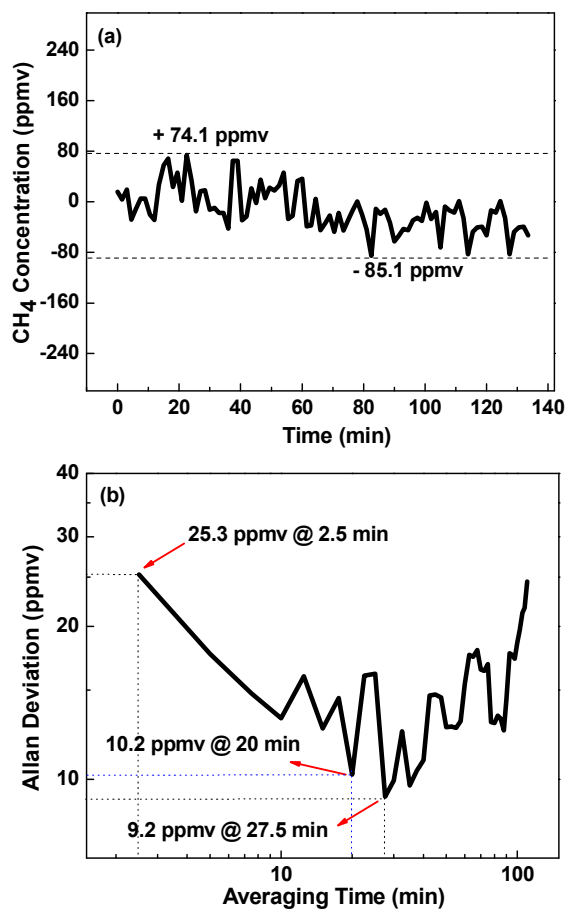 (a)
240
160
80
0
-80
-160
-240
+ 74.1 ppmv
- 85.1 ppmv
CH4 Concentration (ppmv)
0 20 40 60 80 100 120 140
Time (min)
(b)
40
30
20
10
25.3 ppmv @ 2.5 min
10.2 ppmv @ 20 min
9.2 ppmv @ 27.5 min
Allan Deviation (ppmv)
10 100
Averaging Time (min)